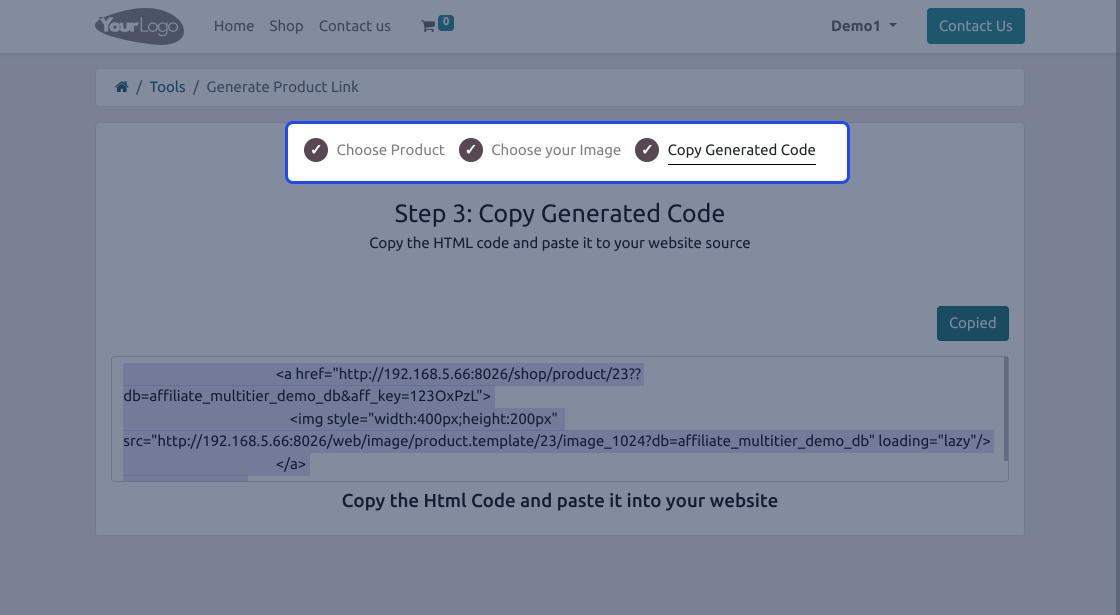 YourLogo Home Shop Contact us 0 Demo1 Contact Us
/ Tools / Generate Product Link
Choose Product Choose your Image Copy Generated Code
Step 3: Copy Generated Code
Copy the HTML code and paste it to your website source
Copied
<a href="http://192.168.5.66:8026/shop/product/23??
db=affiliate_multitier_demo_db&aff_key=123OxPzL">
<img style="width:400px;height:200px"
src="http://192.168.5.66:8026/web/image/product.template/23/image_1024?db=affiliate_multitier_demo_db" loading="lazy"/>
</a>
Copy the Html Code and paste it into your website